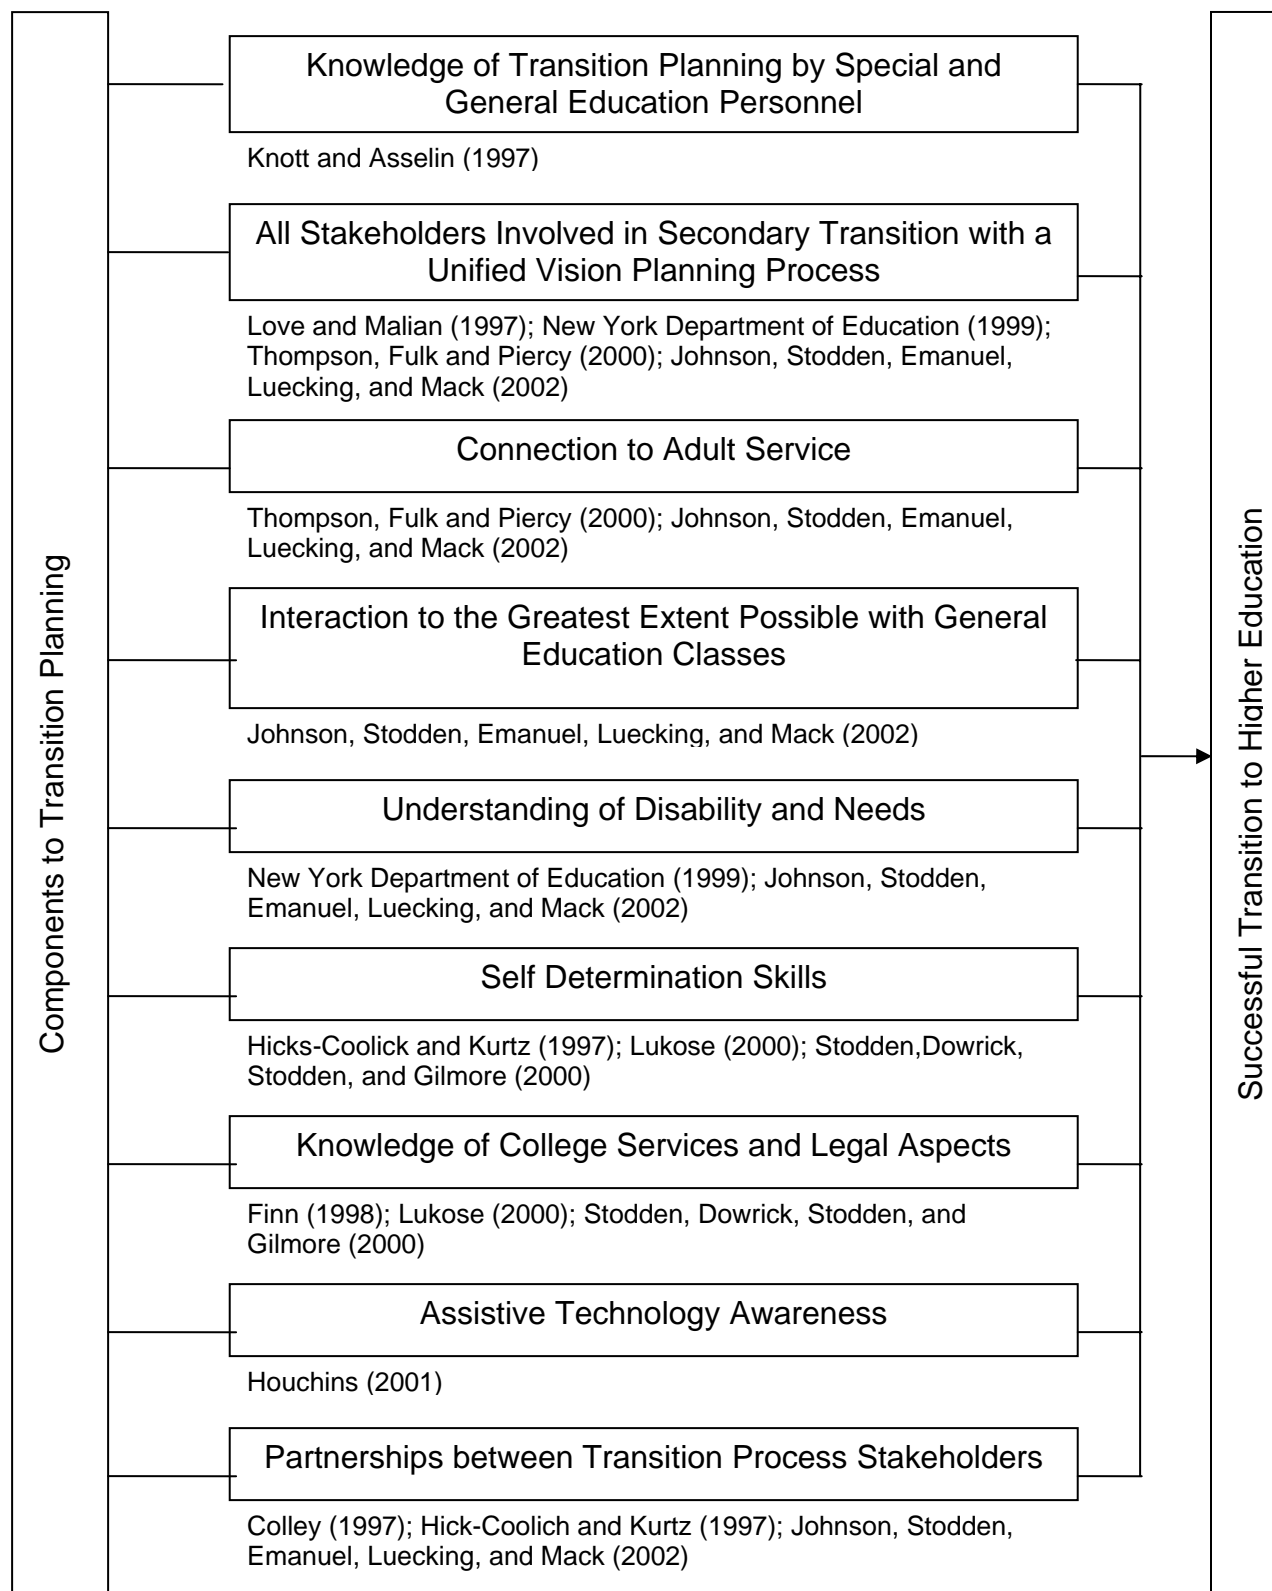 Components to Transition Planning
Knowledge of Transition Planning by Special and
General Education Personnel
Knott and Asselin (1997)
All Stakeholders Involved in Secondary Transition with a
Unified Vision Planning Process
Love and Malian (1997); New York Department of Education (1999);
Thompson, Fulk and Piercy (2000); Johnson, Stodden, Emanuel,
Luecking, and Mack (2002)
Connection to Adult Service
Thompson, Fulk and Piercy (2000); Johnson, Stodden, Emanuel,
Luecking, and Mack (2002)
Interaction to the Greatest Extent Possible with General
Education Classes
Johnson, Stodden, Emanuel, Luecking, and Mack (2002)
Understanding of Disability and Needs
New York Department of Education (1999); Johnson, Stodden,
Emanuel, Luecking, and Mack (2002)
Self Determination Skills
Hicks-Coolick and Kurtz (1997); Lukose (2000); Stodden,Dowrick,
Stodden, and Gilmore (2000)
Knowledge of College Services and Legal Aspects
Finn (1998); Lukose (2000); Stodden, Dowrick, Stodden, and
Gilmore (2000)
Assistive Technology Awareness
Houchins (2001)
Partnerships between Transition Process Stakeholders
Colley (1997); Hick-Coolich and Kurtz (1997); Johnson, Stodden,
Emanuel, Luecking, and Mack (2002)
Successful Transition to Higher Education